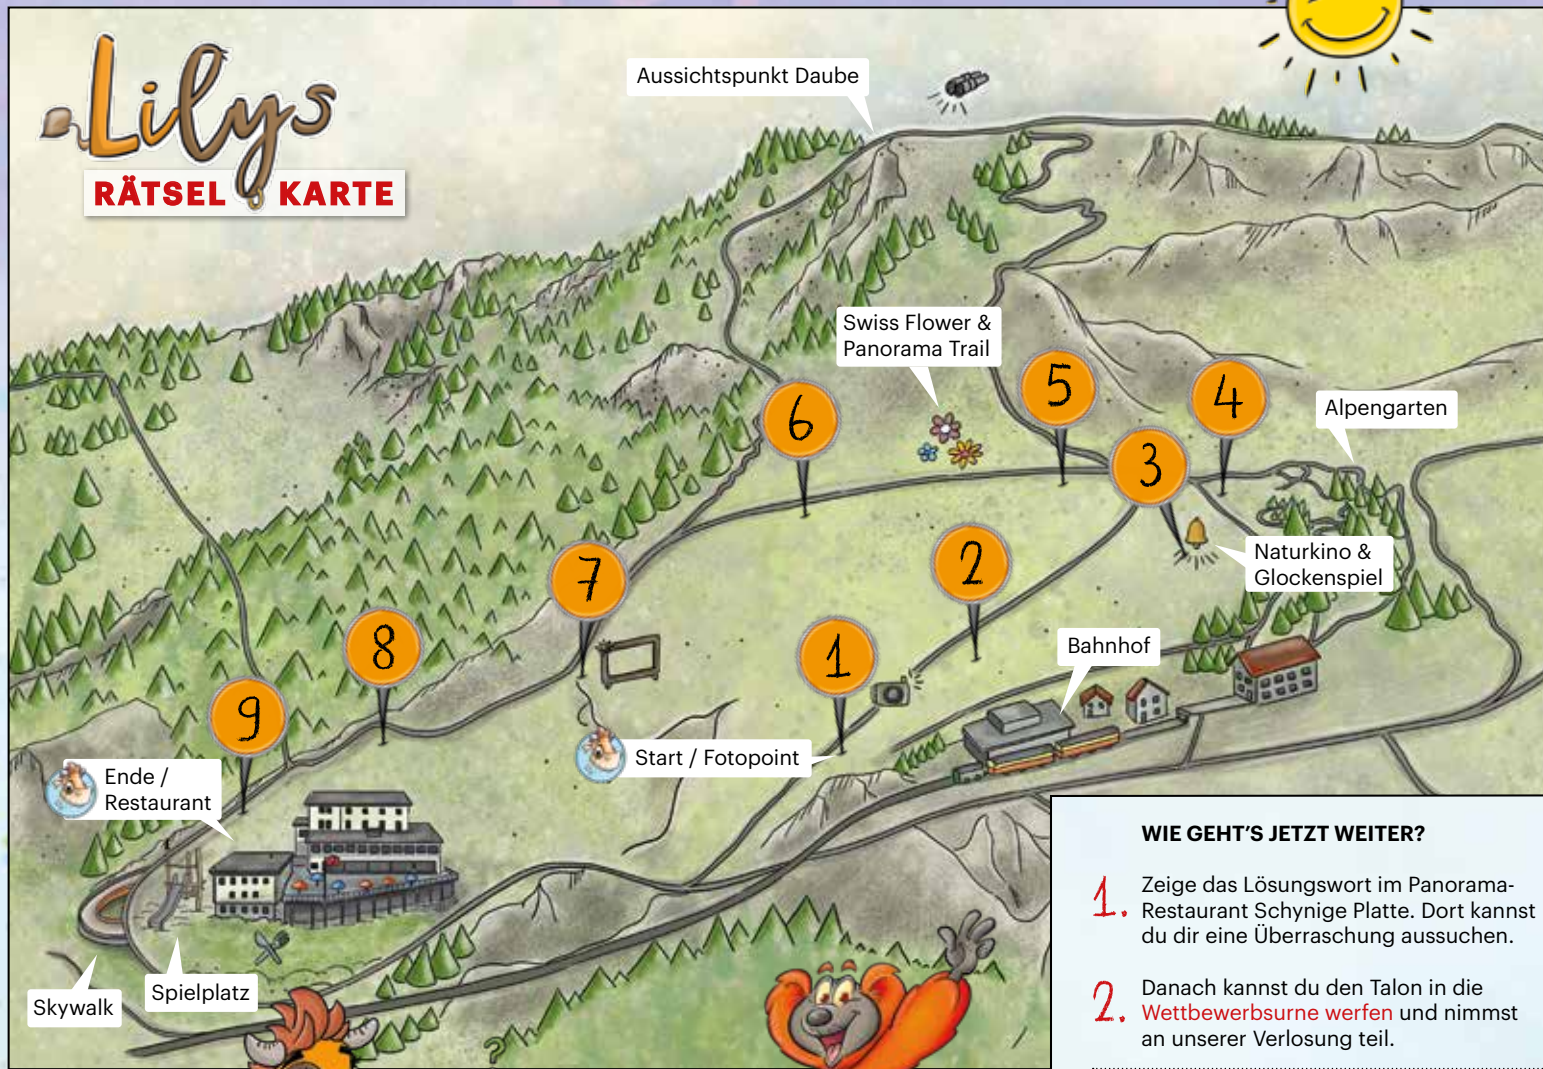 Lilys
RÄTSEL KARTE
Aussichtspunkt Daube
Swiss Flower &
Panorama Trail
5
4
Alpengarten
6
3
2
Naturkino &
Glockenspiel
7
1
Bahnhof
8
9
Start / Fotopoint
Ende /
Restaurant
Skywalk
Spielplatz
?
WIE GEHT'S JETZT WEITER?
1. Zeige das Lösungswort im Panorama-
Restaurant Schynige Platte. Dort kannst
du dir eine Überraschung aussuchen.
2. Danach kannst du den Talon in die
Wettbewerbsurne werfen und nimmst
an unserer Verlosung teil.